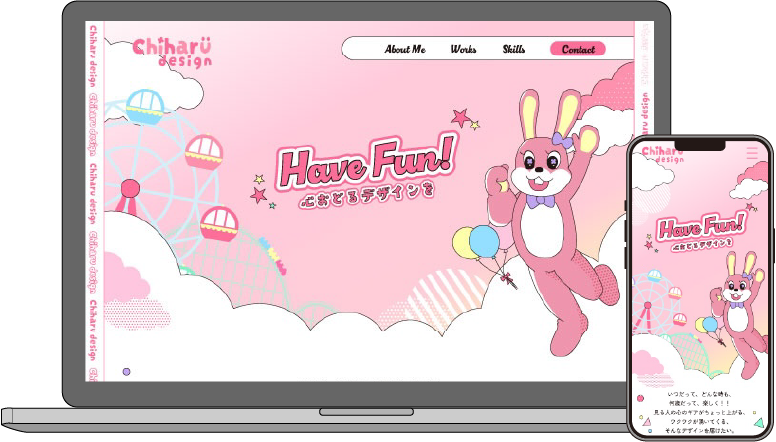 Chiharu
design
About Me
Works
Skills
Contact
Chiharu design Chiharu design Chiharu design Chiharu design Chiharu design
Have Fun!
心おどるデザインを
Chiharu design
Chiharu
design
Have Fun!
心おどるデザインを
いつだって、どんな時も、
何歳だって、楽しく!!
見る人の心のギアがちょっと上がる、
ワクワクが湧いてくる、
そんなデザインを届けたい。